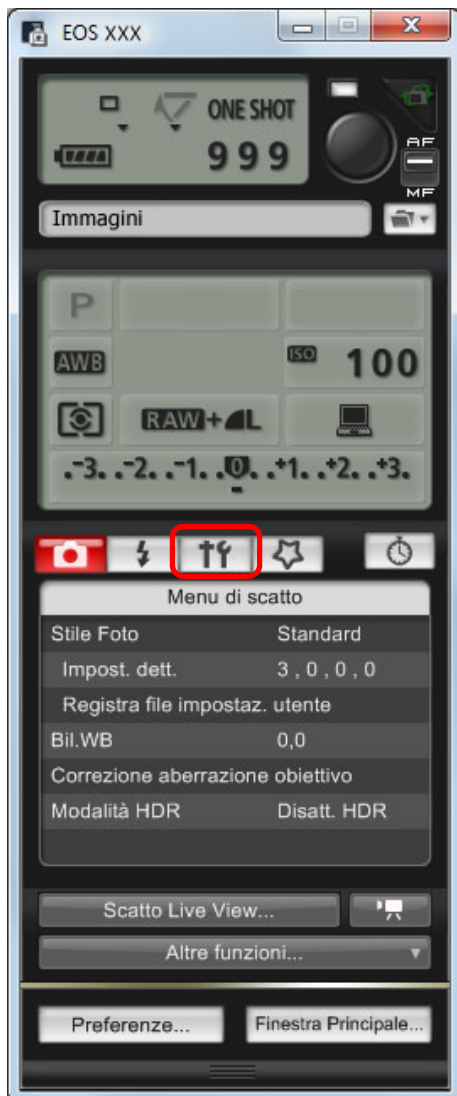 EOS XXX
ONE SHOT
999
AF
MF
Immagini
P
AWB
ISO 100
RAW+L
.-3. .-2. .-1. .0. .+1. .+2. .+3.
Menu di scatto
Stile Foto Standard
Impost. dett. 3 , 0 , 0 , 0
Registra file impostaz. utente
Bil.WB 0,0
Correzione aberrazione obiettivo
Modalità HDR Disatt. HDR
Scatto Live View...
Altre funzioni...
Preferenze... Finestra Principale...